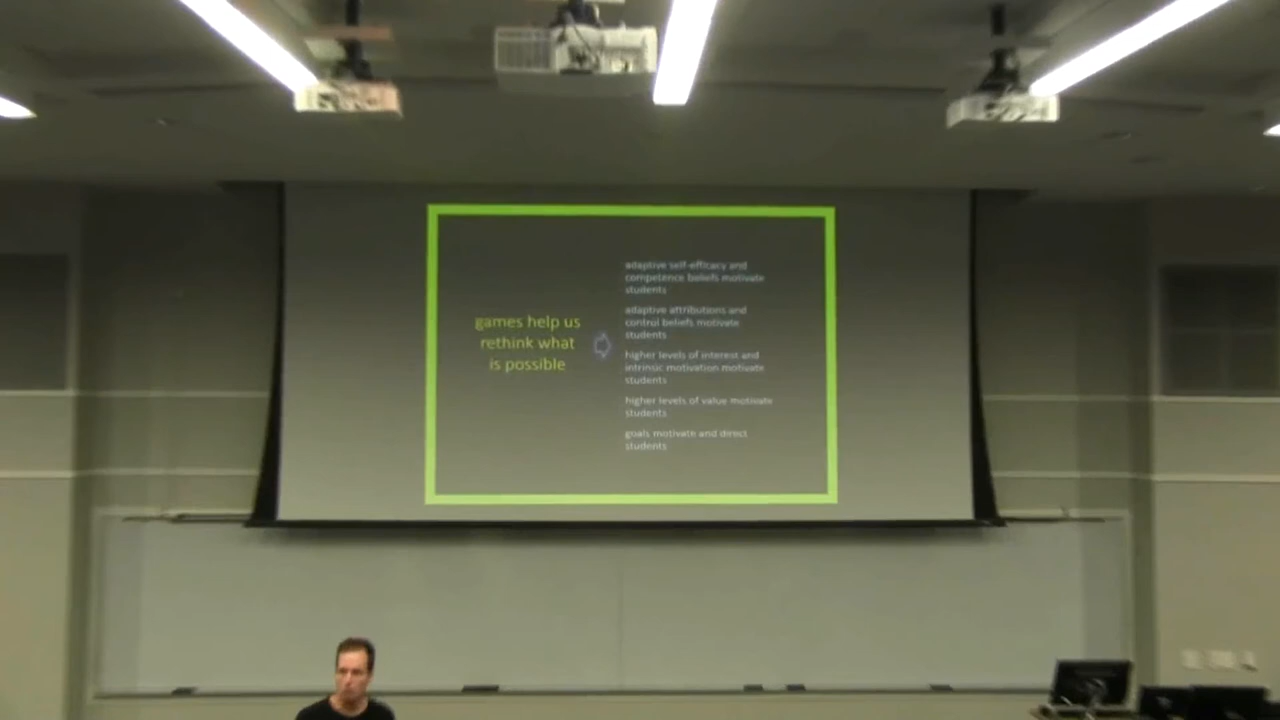 games help us
rethink what
is possible
adaptive self-efficacy and
competence beliefs motivate
students
adaptive attributions and
control beliefs motivate
students
higher levels of interest and
intrinsic motivation motivate
students
higher levels of value motivate
students
goals motivate and direct
students